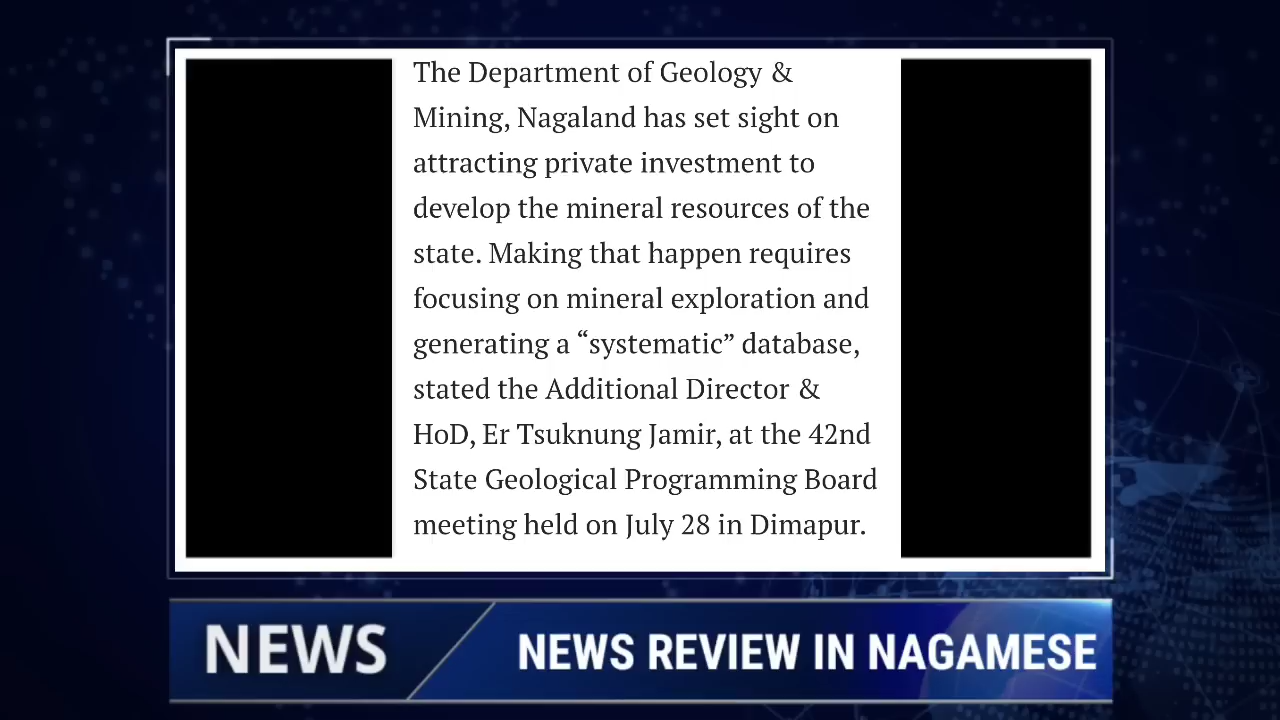 The Department of Geology &
Mining, Nagaland has set sight on
attracting private investment to
develop the mineral resources of the
state. Making that happen requires
focusing on mineral exploration and
generating a “systematic” database,
stated the Additional Director &
HoD, Er Tsuknung Jamir, at the 42nd
State Geological Programming Board
meeting held on July 28 in Dimapur.
NEWS
NEWS REVIEW IN NAGAMESE